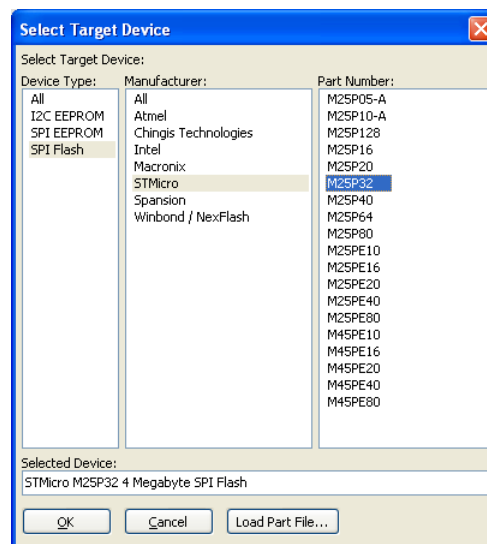 Select Target Device
Select Target Device:
Device Type:
All
I2C EEPROM
SPI EEPROM
SPI Flash
Manufacturer:
All
Atmel
Chingis Technologies
Intel
Macronix
STMicro
Spansion
Winbond / NexFlash
Part Number:
M25P05-A
M25P10-A
M25P128
M25P16
M25P20
M25P32
M25P40
M25P64
M25P80
M25PE10
M25PE16
M25PE20
M25PE40
M25PE80
M45PE10
M45PE16
M45PE20
M45PE40
M45PE80
Selected Device:
STMicro M25P32 4 Megabyte SPI Flash
OK
Cancel
Load Part File...